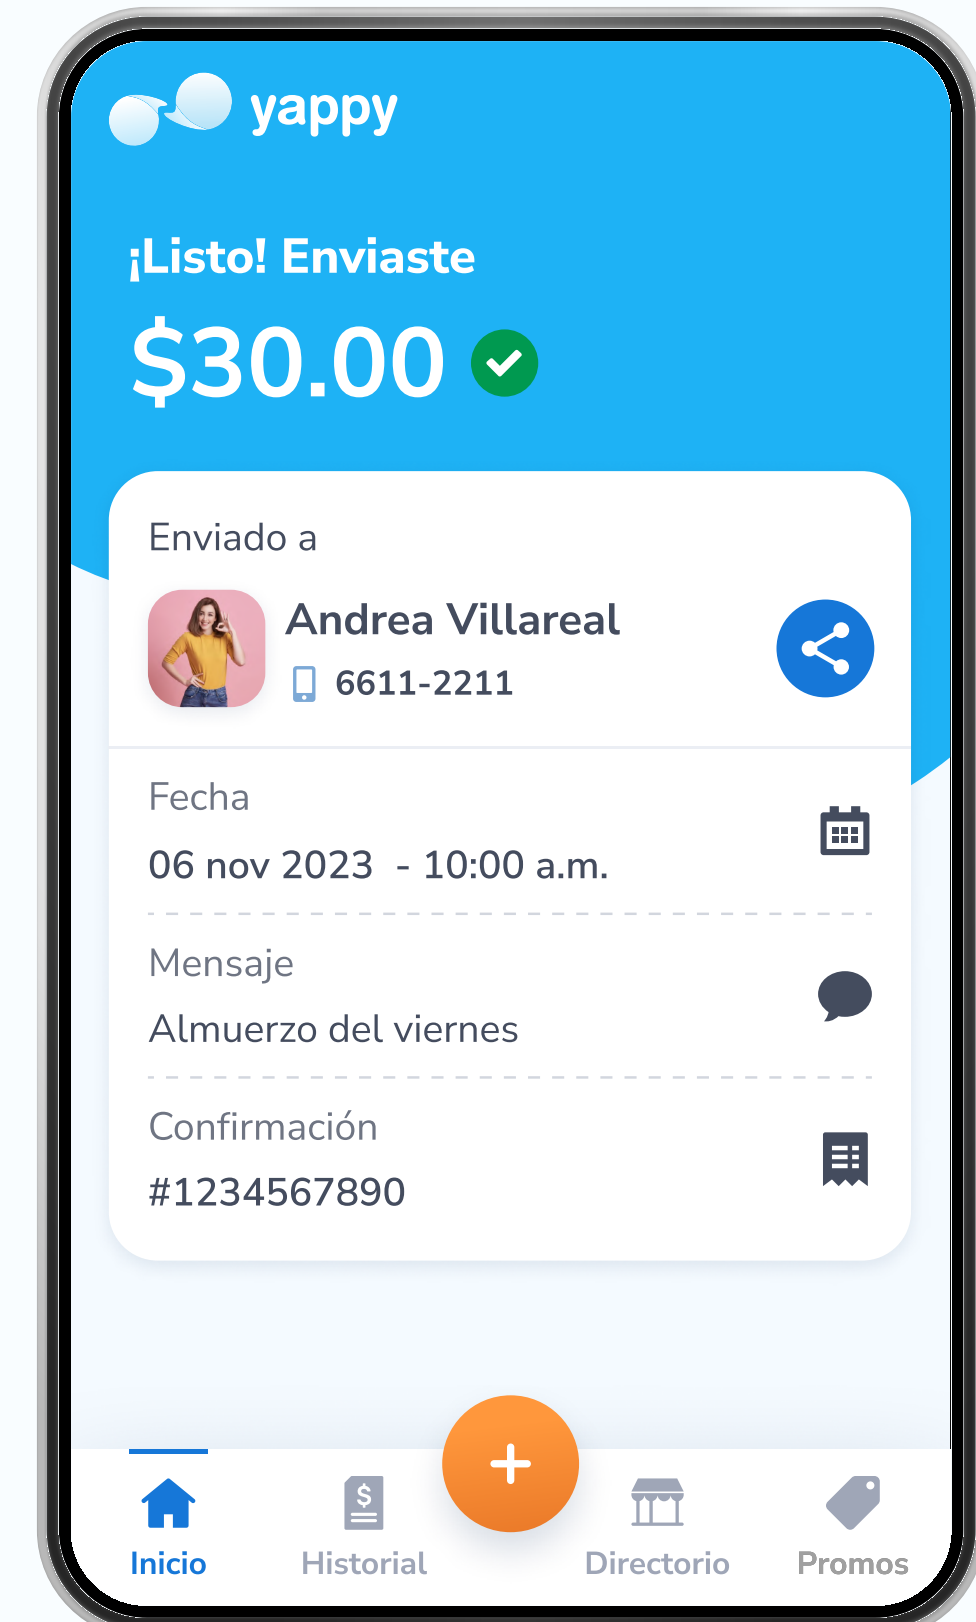 yappy
¡Listo! Enviaste
$30.00
Enviado a
Andrea Villareal
6611-2211
Fecha
06 nov 2023 - 10:00 a.m.
Mensaje
Almuerzo del viernes
Confirmación
#1234567890
Inicio
Historial
Directorio
Promos